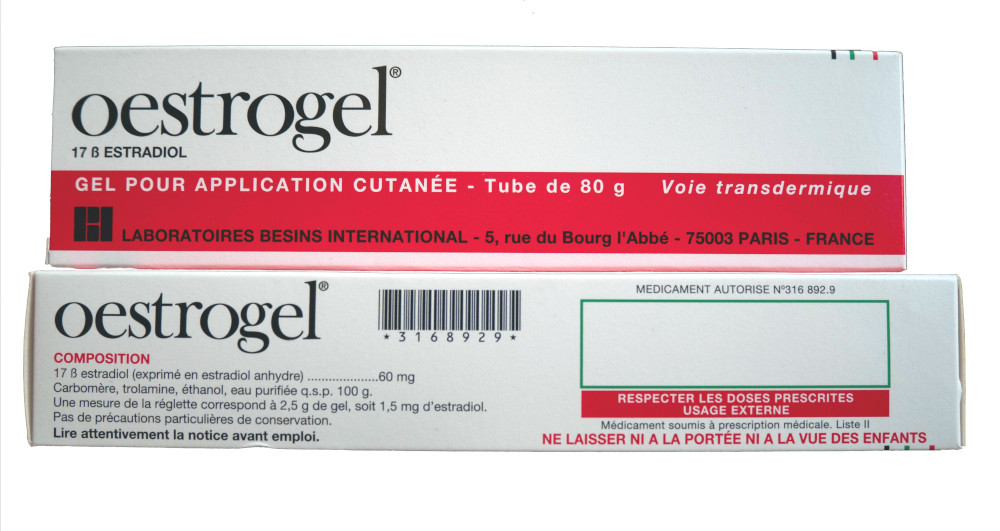 oestrogel®
17 ß ESTRADIOL
GEL POUR APPLICATION CUTANÉE - Tube de 80 g Voie transdermique
LABORATOIRES BESINS INTERNATIONAL - 5, rue du Bourg l'Abbé - 75003 PARIS - FRANCE
oestrogel®
*3168929*
COMPOSITION
17 ß estradiol (exprimé en estradiol anhydre) ....................60 mg
Carbomère, trolamine, éthanol, eau purifiée q.s.p. 100 g.
Une mesure de la réglette correspond à 2,5 g de gel, soit 1,5 mg d'estradiol.
Pas de précautions particulières de conservation.
Lire attentivement la notice avant emploi.
MEDICAMENT AUTORISE N°316 892.9
RESPECTER LES DOSES PRESCRITES
USAGE EXTERNE
Médicament soumis à prescription médicale. Liste II
NE LAISSER NI A LA PORTÉE NI A LA VUE DES ENFANTS